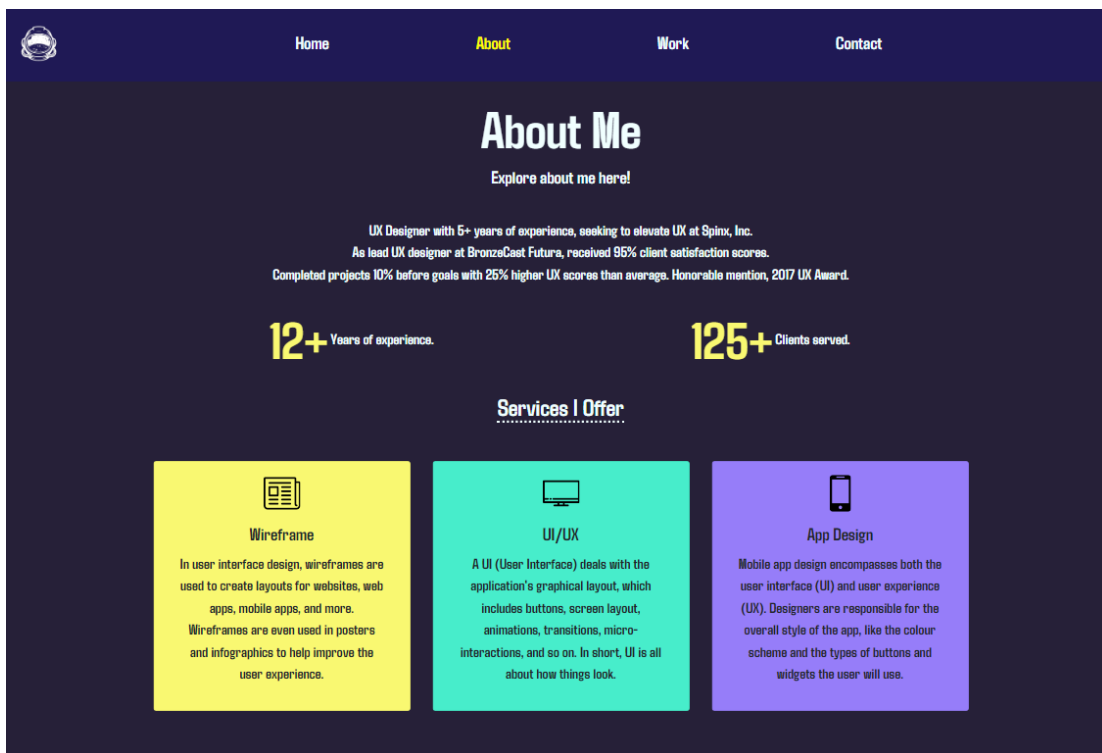 Home About Work Contact
About Me
Explore about me here!
UX Designer with 5+ years of experience, seeking to elevate UX at Spinx, Inc.
As lead UX designer at BronzeCast Futura, received 95% client satisfaction scores.
Completed projects 10% before goals with 25% higher UX scores than average. Honorable mention, 2017 UX Award.
12+ Years of experience.
125+ Clients served.
Services I Offer
Wireframe
In user interface design, wireframes are
used to create layouts for websites, web
apps, mobile apps, and more.
Wireframes are even used in posters
and infographics to help improve the
user experience.
UI/UX
A UI (User Interface) deals with the
application's graphical layout, which
includes buttons, screen layout,
animations, transitions, micro-
interactions, and so on. In short, UI is all
about how things look.
App Design
Mobile app design encompasses both the
user interface (UI) and user experience
(UX). Designers are responsible for the
overall style of the app, like the colour
scheme and the types of buttons and
widgets the user will use.